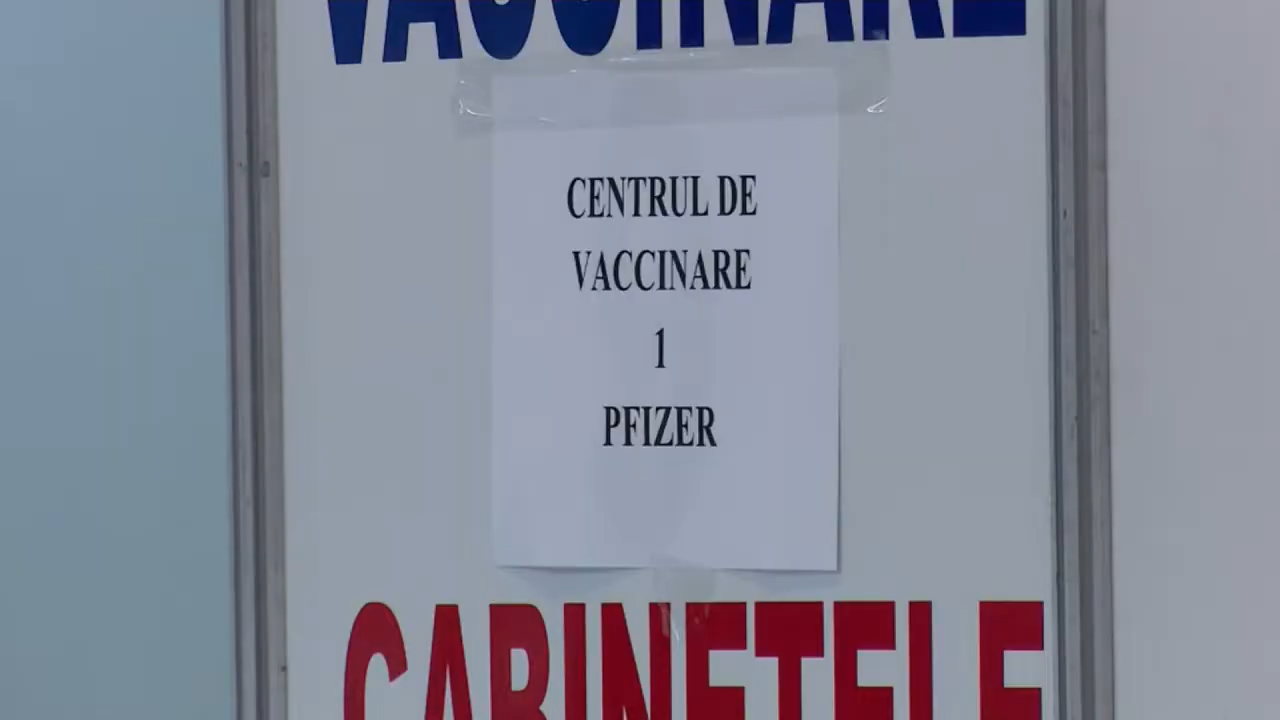 VACCINARE
CENTRUL DE
VACCINARE
1
PFIZER
CABINETELE